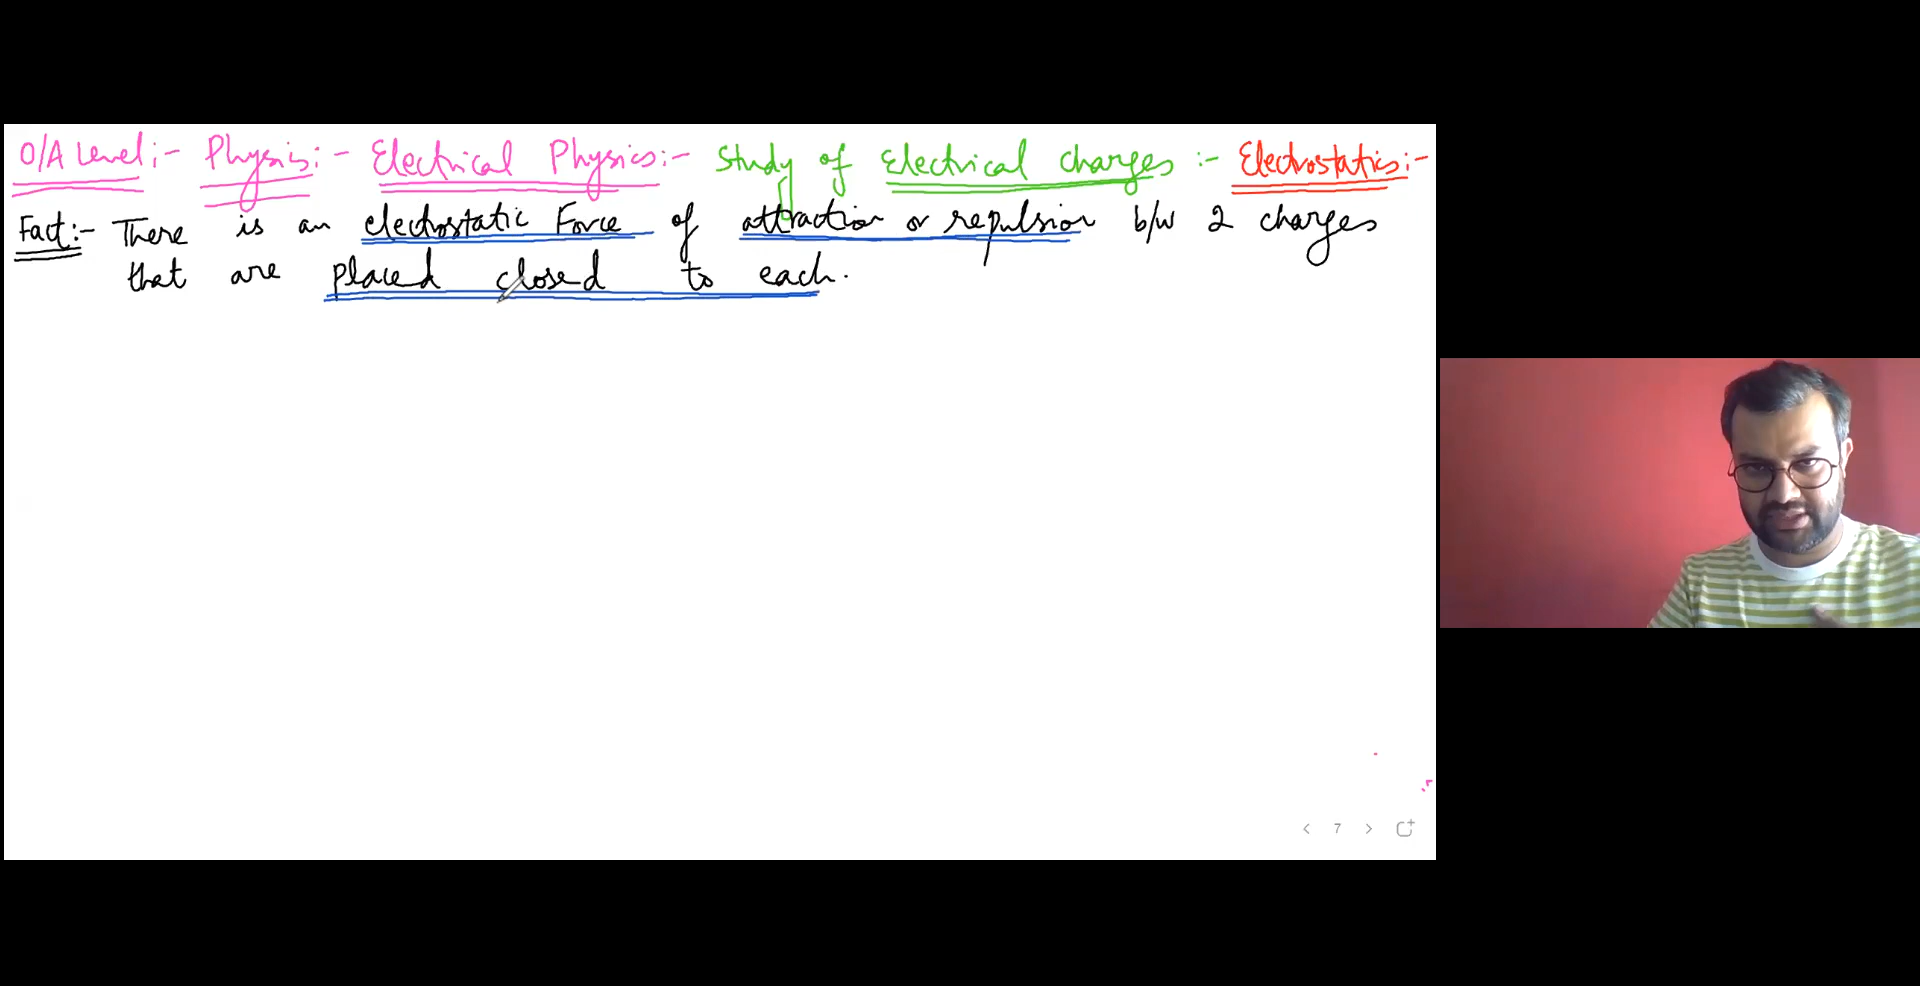 O/A Level:- Physics:- Electrical Physics:- Study of Electrical charges :- Electrostatics:-
Fact:- There is an electrostatic Force of attraction or repulsion b/w 2 charges
that are placed closed to each.
< 7 >